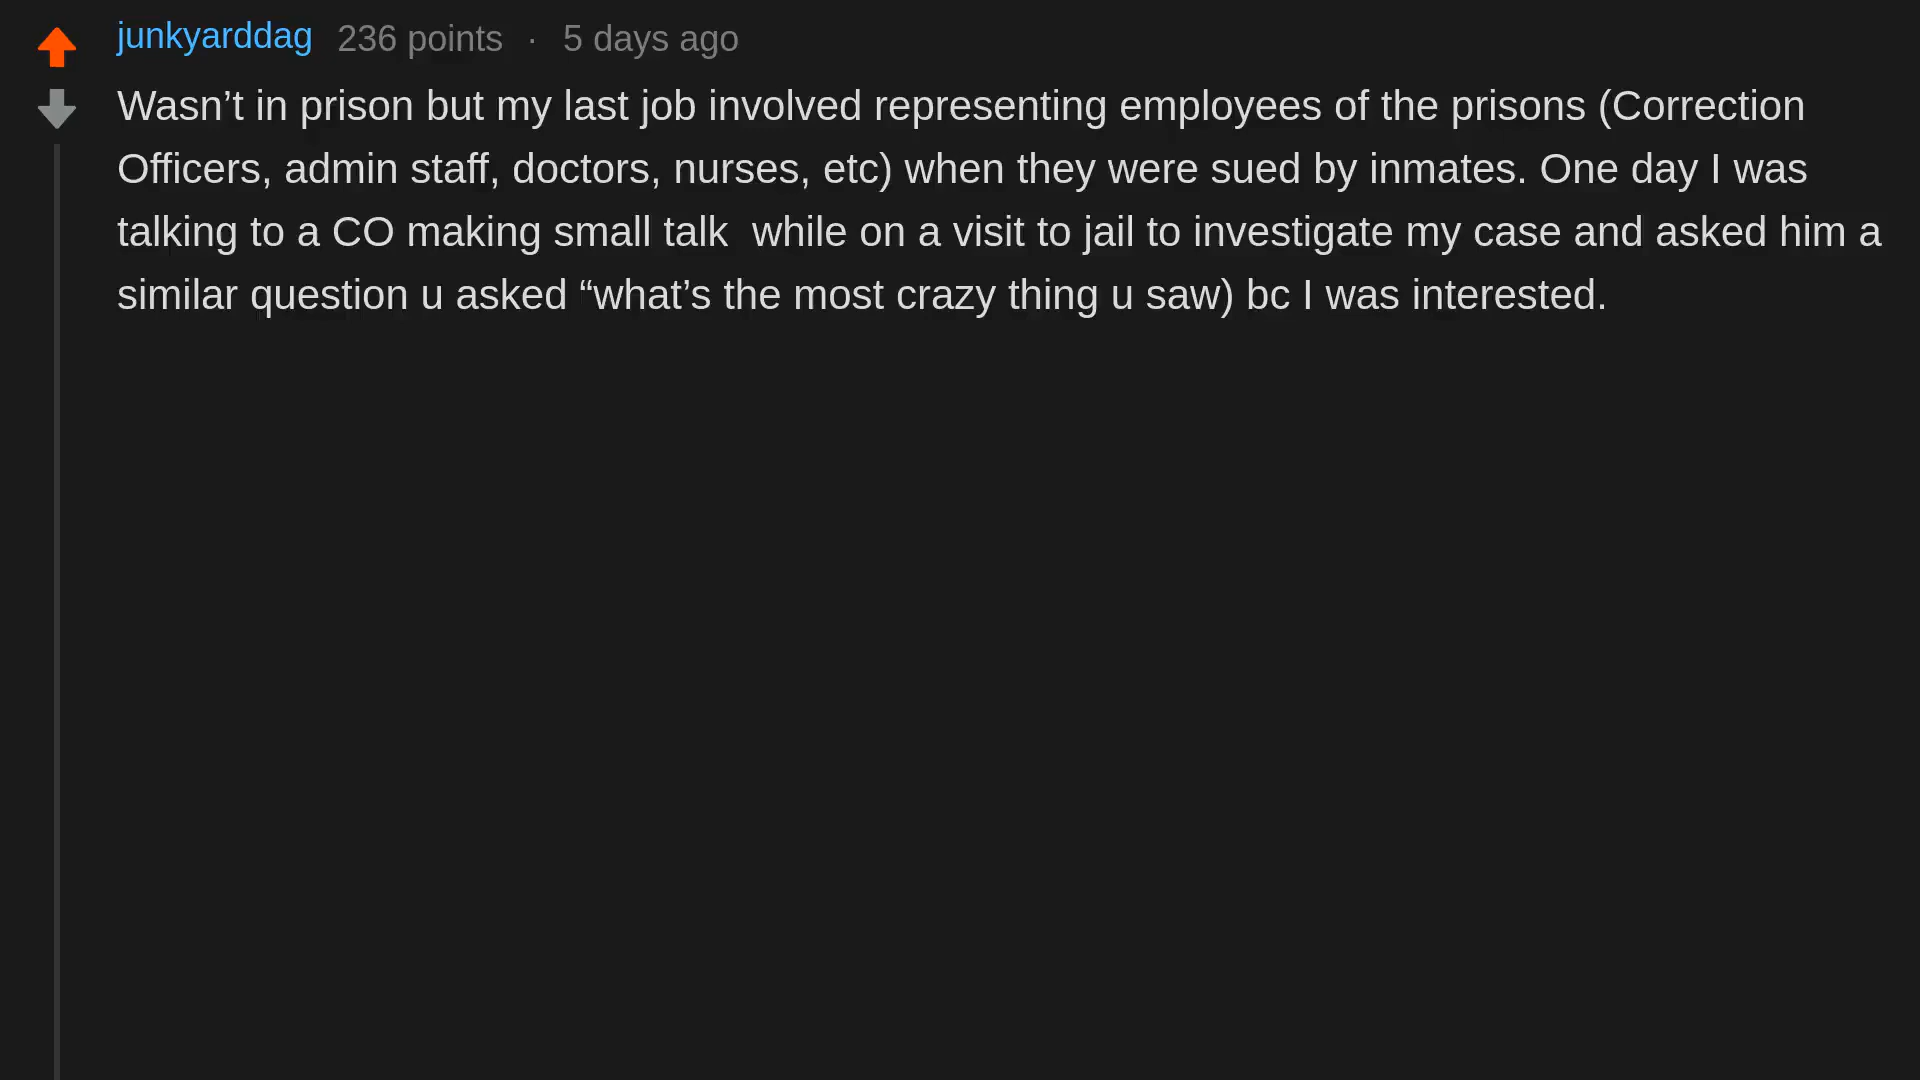 junkyarddag 236 points · 5 days ago
Wasn’t in prison but my last job involved representing employees of the prisons (Correction
Officers, admin staff, doctors, nurses, etc) when they were sued by inmates. One day I was
talking to a CO making small talk  while on a visit to jail to investigate my case and asked him a
similar question u asked “what’s the most crazy thing u saw) bc I was interested.